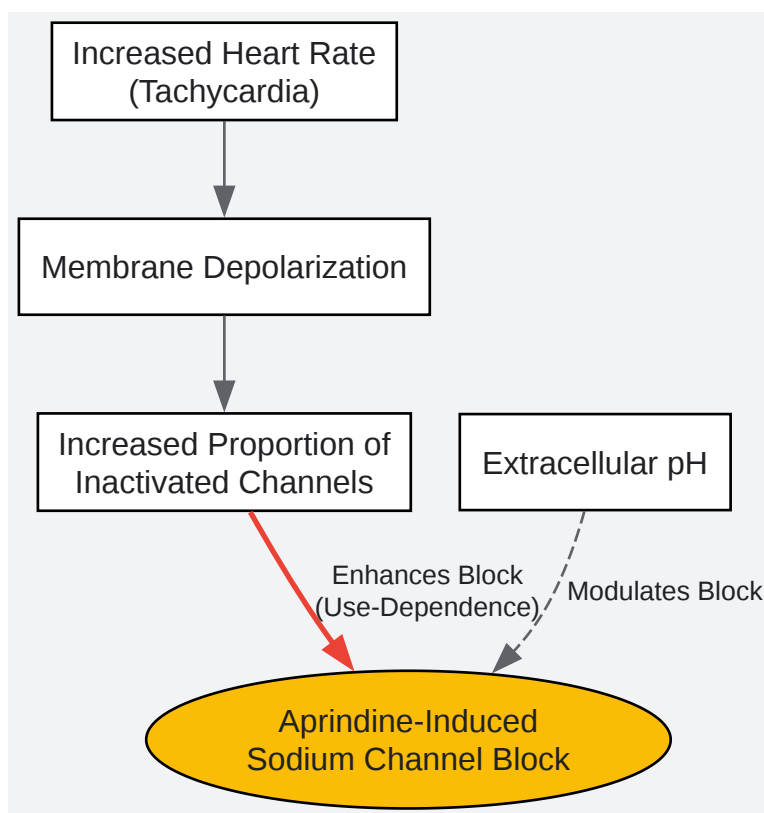 Increased Heart Rate
(Tachycardia)
Membrane Depolarization
Increased Proportion of
Inactivated Channels
Extracellular pH
Enhances Block
(Use-Dependence)
Modulates Block
Aprindine-Induced
Sodium Channel Block